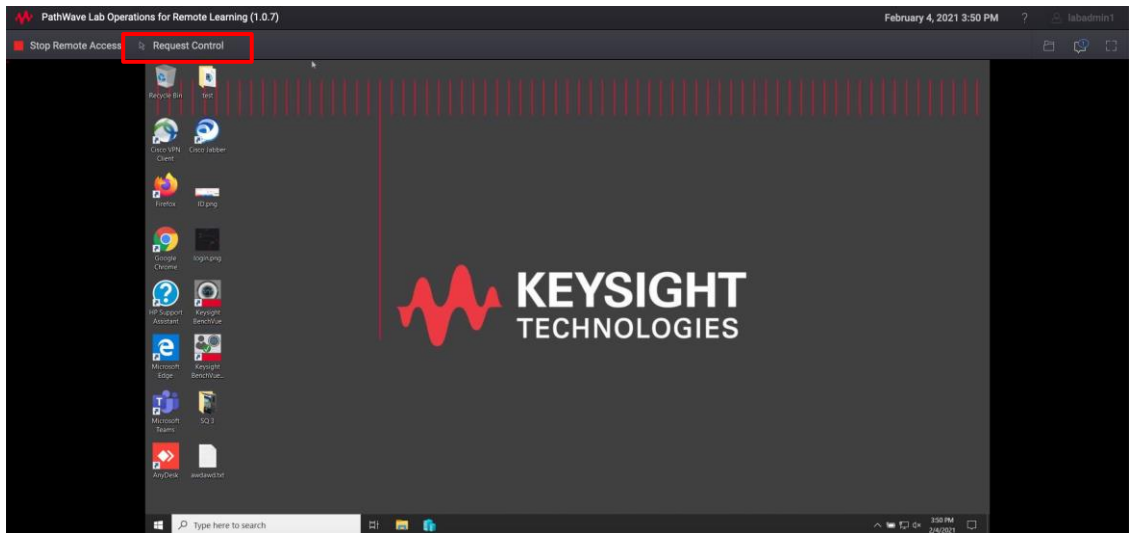 PathWave Lab Operations for Remote Learning (1.0.7)
February 4, 2021 3:50 PM
?
labadmin1
Stop Remote Access
Request Control
Recycle Bin
test
Cisco VPN
Client
Cisco Jabber
Firefox
ID.png
Google
Chrome
login.png
HP Support
Assistant
Keysight
BenchVue
Microsoft
Edge
Keysight
BenchVue...
Microsoft
Teams
SQ 3
AnyDesk
awdawd.txt
KEYSIGHT
TECHNOLOGIES
Type here to search
3:50 PM
2/4/2021